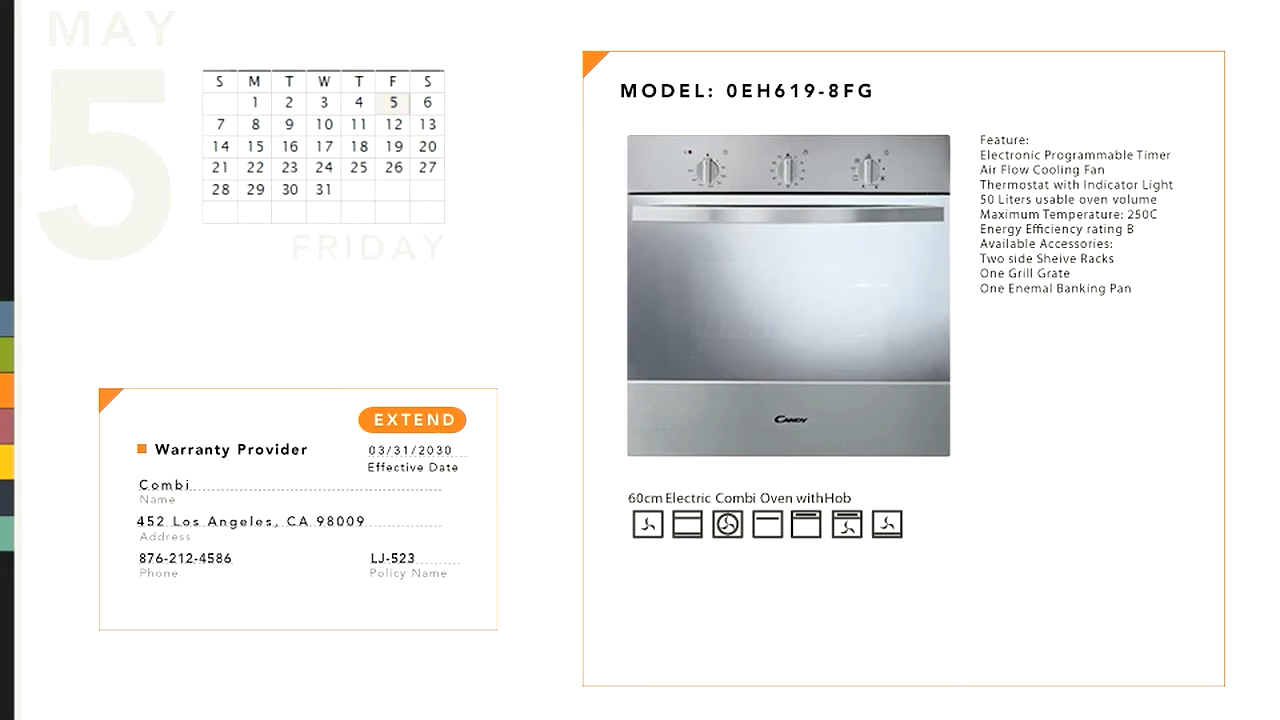 MAY
5
S M T W T F S
1 2 3 4 5 6
7 8 9 10 11 12 13
14 15 16 17 18 19 20
21 22 23 24 25 26 27
28 29 30 31
FRIDAY
EXTEND
Warranty Provider
03/31/2030
Effective Date
Combi
Name
452 Los Angeles, CA 98009
Address
876-212-4586
Phone
LJ-523
Policy Name
MODEL: 0EH619-8FG
CANDY
Feature:
Electronic Programmable Timer
Air Flow Cooling Fan
Thermostat with Indicator Light
50 Liters usable oven volume
Maximum Temperature: 250C
Energy Efficiency rating B
Available Accessories:
Two side Sheive Racks
One Grill Grate
One Enemal Banking Pan
60cm Electric Combi Oven withHob